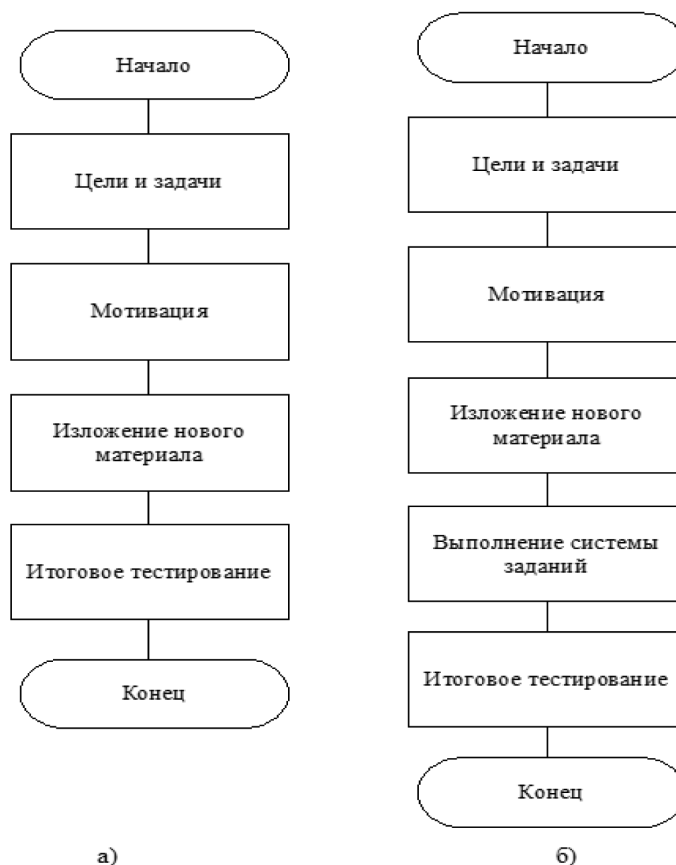 Начало
Цели и задачи
Мотивация
Изложение нового
материала
Итоговое тестирование
Конец
а)
Начало
Цели и задачи
Мотивация
Изложение нового
материала
Выполнение системы
заданий
Итоговое тестирование
Конец
б)